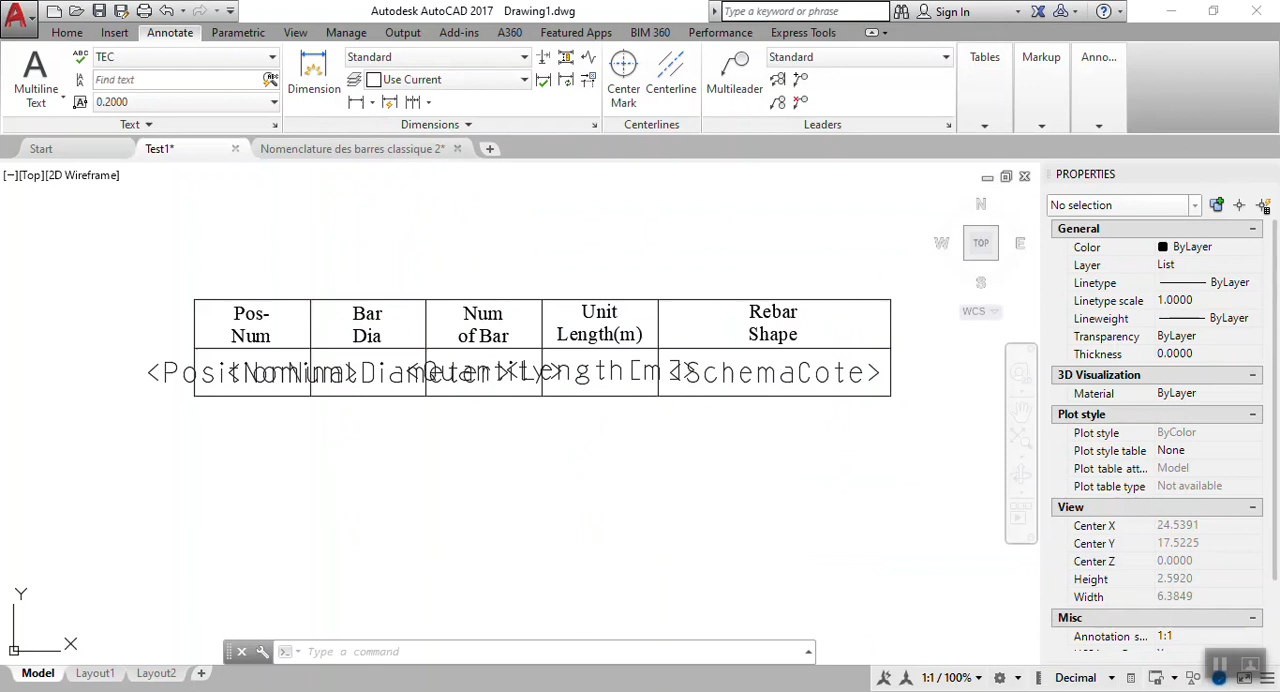 Autodesk AutoCAD 2017 Drawing1.dwg
Type a keyword or phrase
Sign In
Home Insert Annotate Parametric View Manage Output Add-ins A360 Featured Apps BIM 360 Performance Express Tools
Multiline
Text
TEC
Find text
0.2000
Text
Dimension
Standard
Use Current
Dimensions
Center
Mark
Centerline
Centerlines
Multileader
Standard
Leaders
Tables
Markup
Anno...
Start
Test1*
Nomenclature des barres classique 2*
[−][Top][2D Wireframe]
N
W TOP E
S
WCS
Pos-
Num
Bar
Dia
Num
of Bar
Unit
Length(m)
Rebar
Shape
<SchemaCote>
Y
X
Type a command
Model Layout1 Layout2
1:1 / 100%
Decimal
PROPERTIES
No selection
General
Color ByLayer
Layer List
Linetype ByLayer
Linetype scale 1.0000
Lineweight ByLayer
Transparency ByLayer
Thickness 0.0000
3D Visualization
Material ByLayer
Plot style
Plot style ByColor
Plot style table None
Plot table att... Model
Plot table type Not available
View
Center X 24.5391
Center Y 17.5225
Center Z 0.0000
Height 2.5920
Width 6.3849
Misc
Annotation s... 1:1